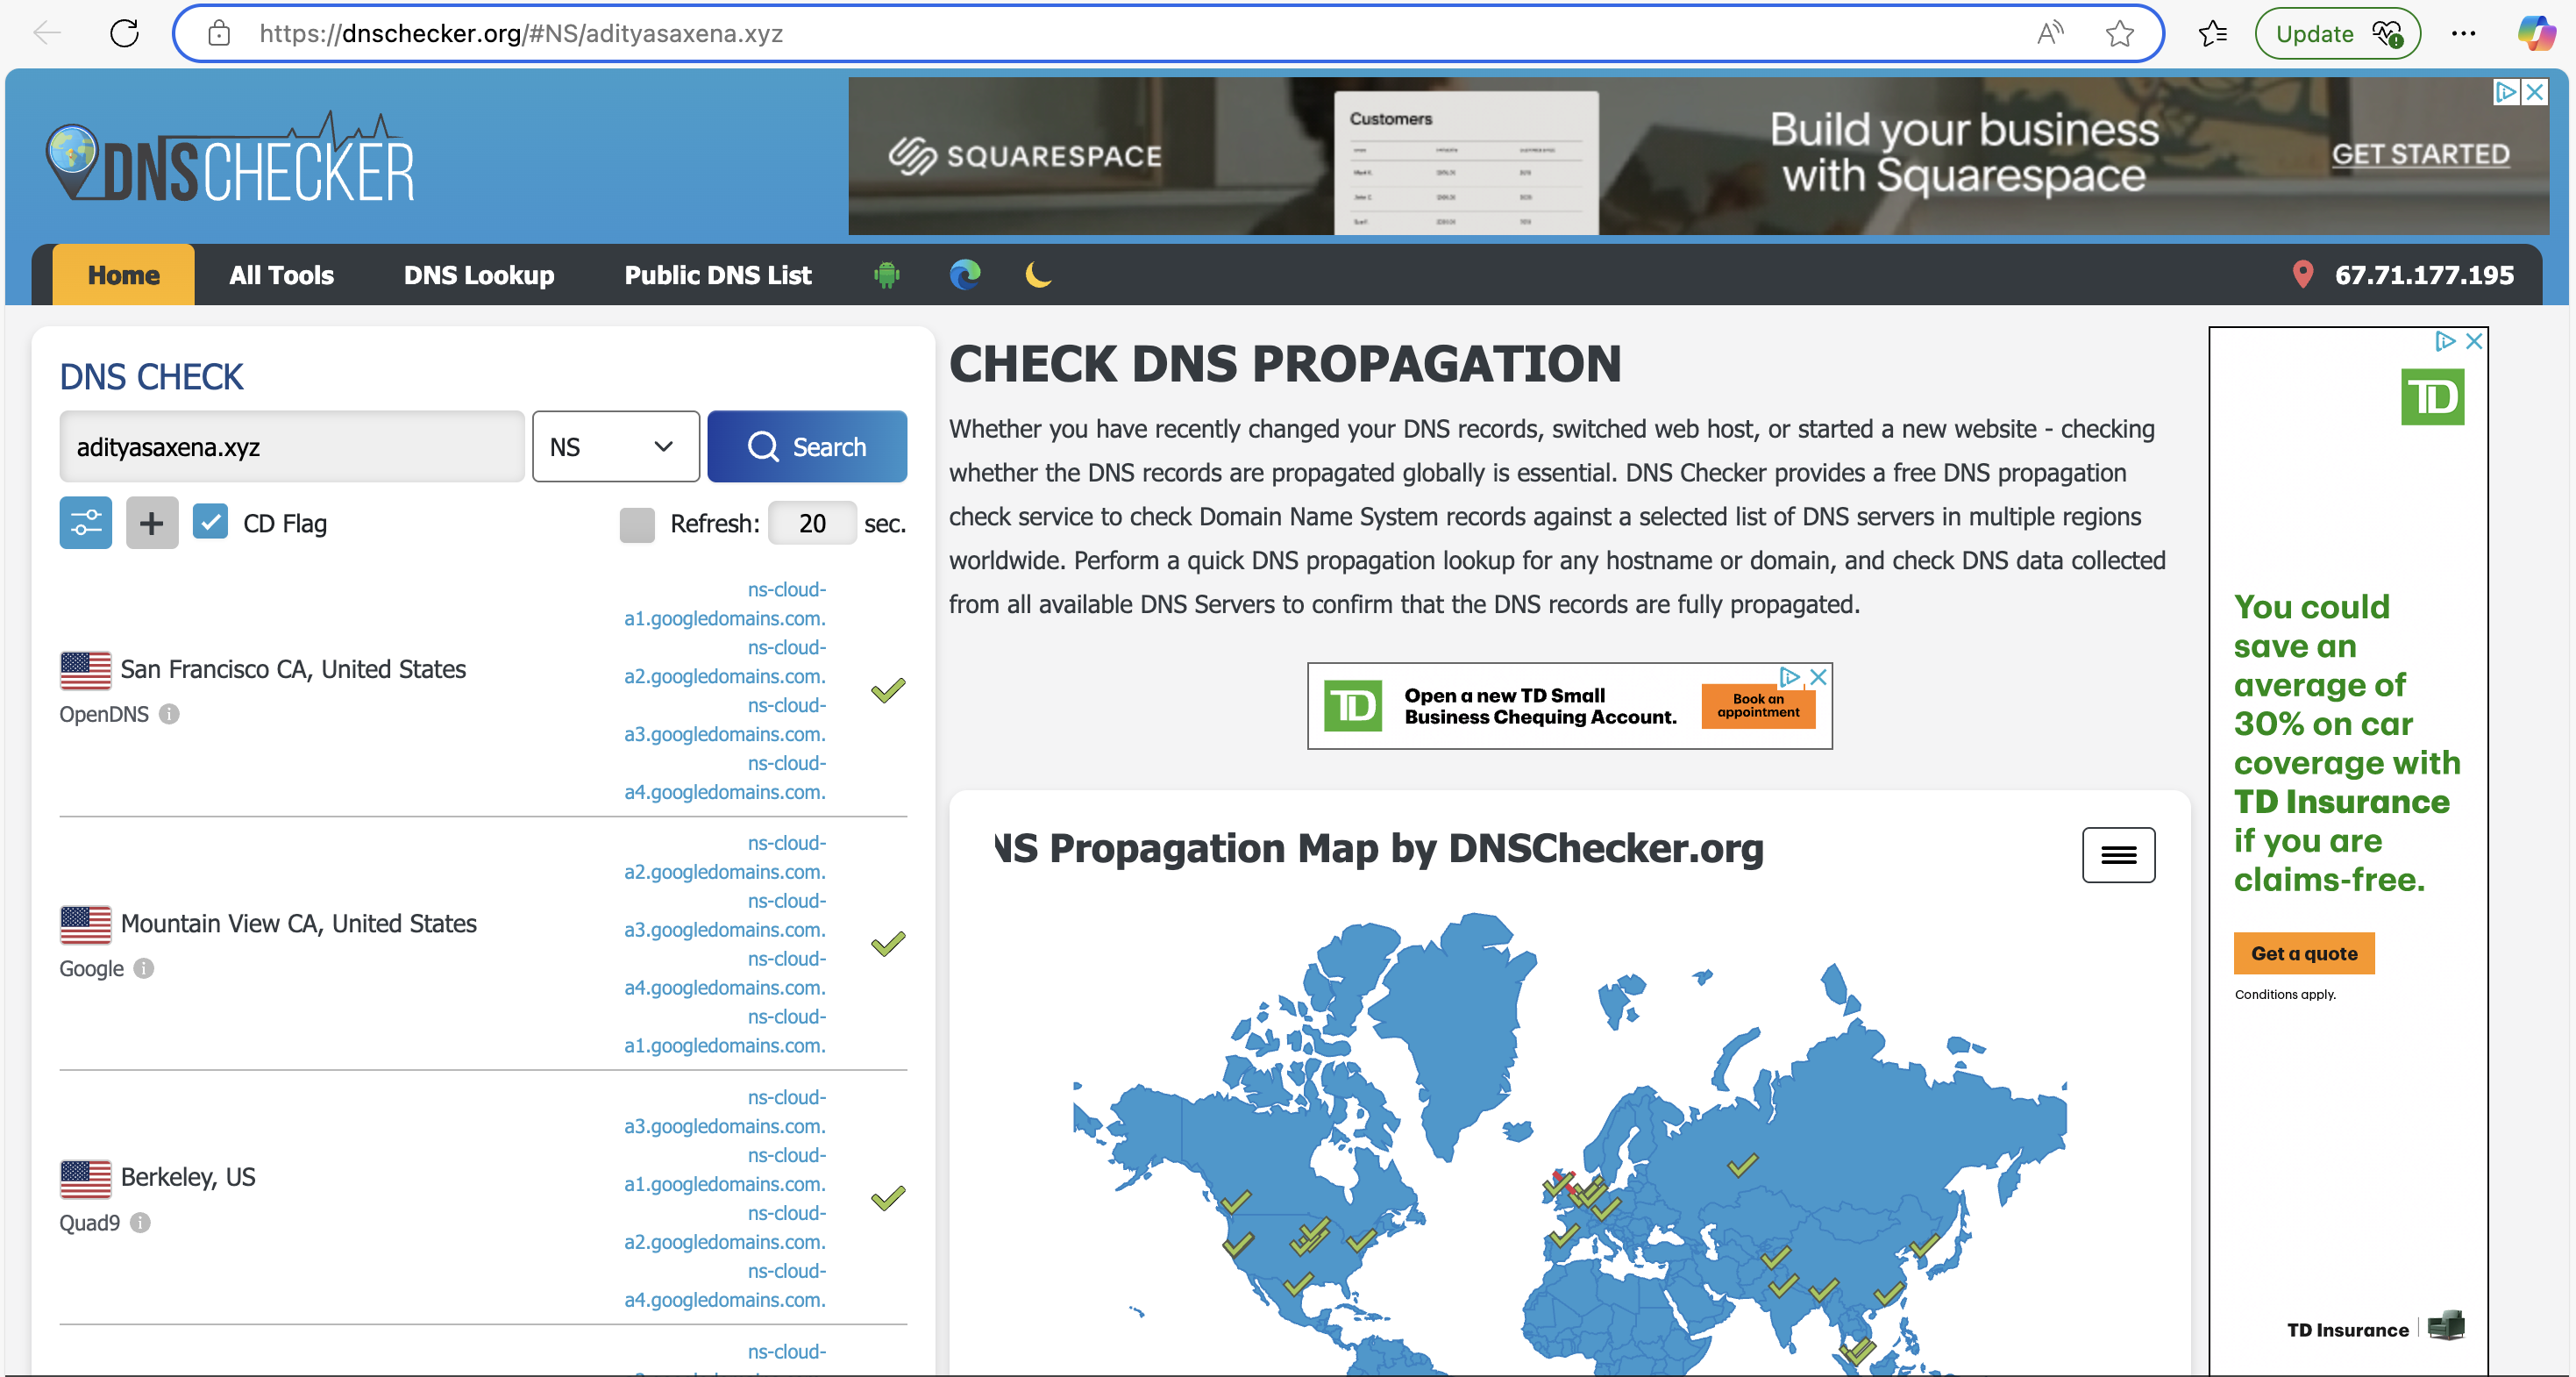 https://dnschecker.org/#NS/adityasaxena.xyz
Update
DNSCHECKER
SQUARESPACE
Customers
Build your business
with Squarespace
GET STARTED
Home
All Tools
DNS Lookup
Public DNS List
67.71.177.195
DNS CHECK
adityasaxena.xyz
NS
Search
CD Flag
Refresh:
20
sec.
San Francisco CA, United States
OpenDNS
ns-cloud-
a1.googledomains.com.
ns-cloud-
a2.googledomains.com.
ns-cloud-
a3.googledomains.com.
ns-cloud-
a4.googledomains.com.
Mountain View CA, United States
Google
ns-cloud-
a2.googledomains.com.
ns-cloud-
a3.googledomains.com.
ns-cloud-
a4.googledomains.com.
ns-cloud-
a1.googledomains.com.
Berkeley, US
Quad9
ns-cloud-
a3.googledomains.com.
ns-cloud-
a1.googledomains.com.
ns-cloud-
a2.googledomains.com.
ns-cloud-
a4.googledomains.com.
ns-cloud-
CHECK DNS PROPAGATION
Whether you have recently changed your DNS records, switched web host, or started a new website - checking
whether the DNS records are propagated globally is essential. DNS Checker provides a free DNS propagation
check service to check Domain Name System records against a selected list of DNS servers in multiple regions
worldwide. Perform a quick DNS propagation lookup for any hostname or domain, and check DNS data collected
from all available DNS Servers to confirm that the DNS records are fully propagated.
TD
Open a new TD Small
Business Chequing Account.
Book an
appointment
NS Propagation Map by DNSChecker.org
TD
You could
save an
average of
30% on car
coverage with
TD Insurance
if you are
claims-free.
Get a quote
Conditions apply.
TD Insurance